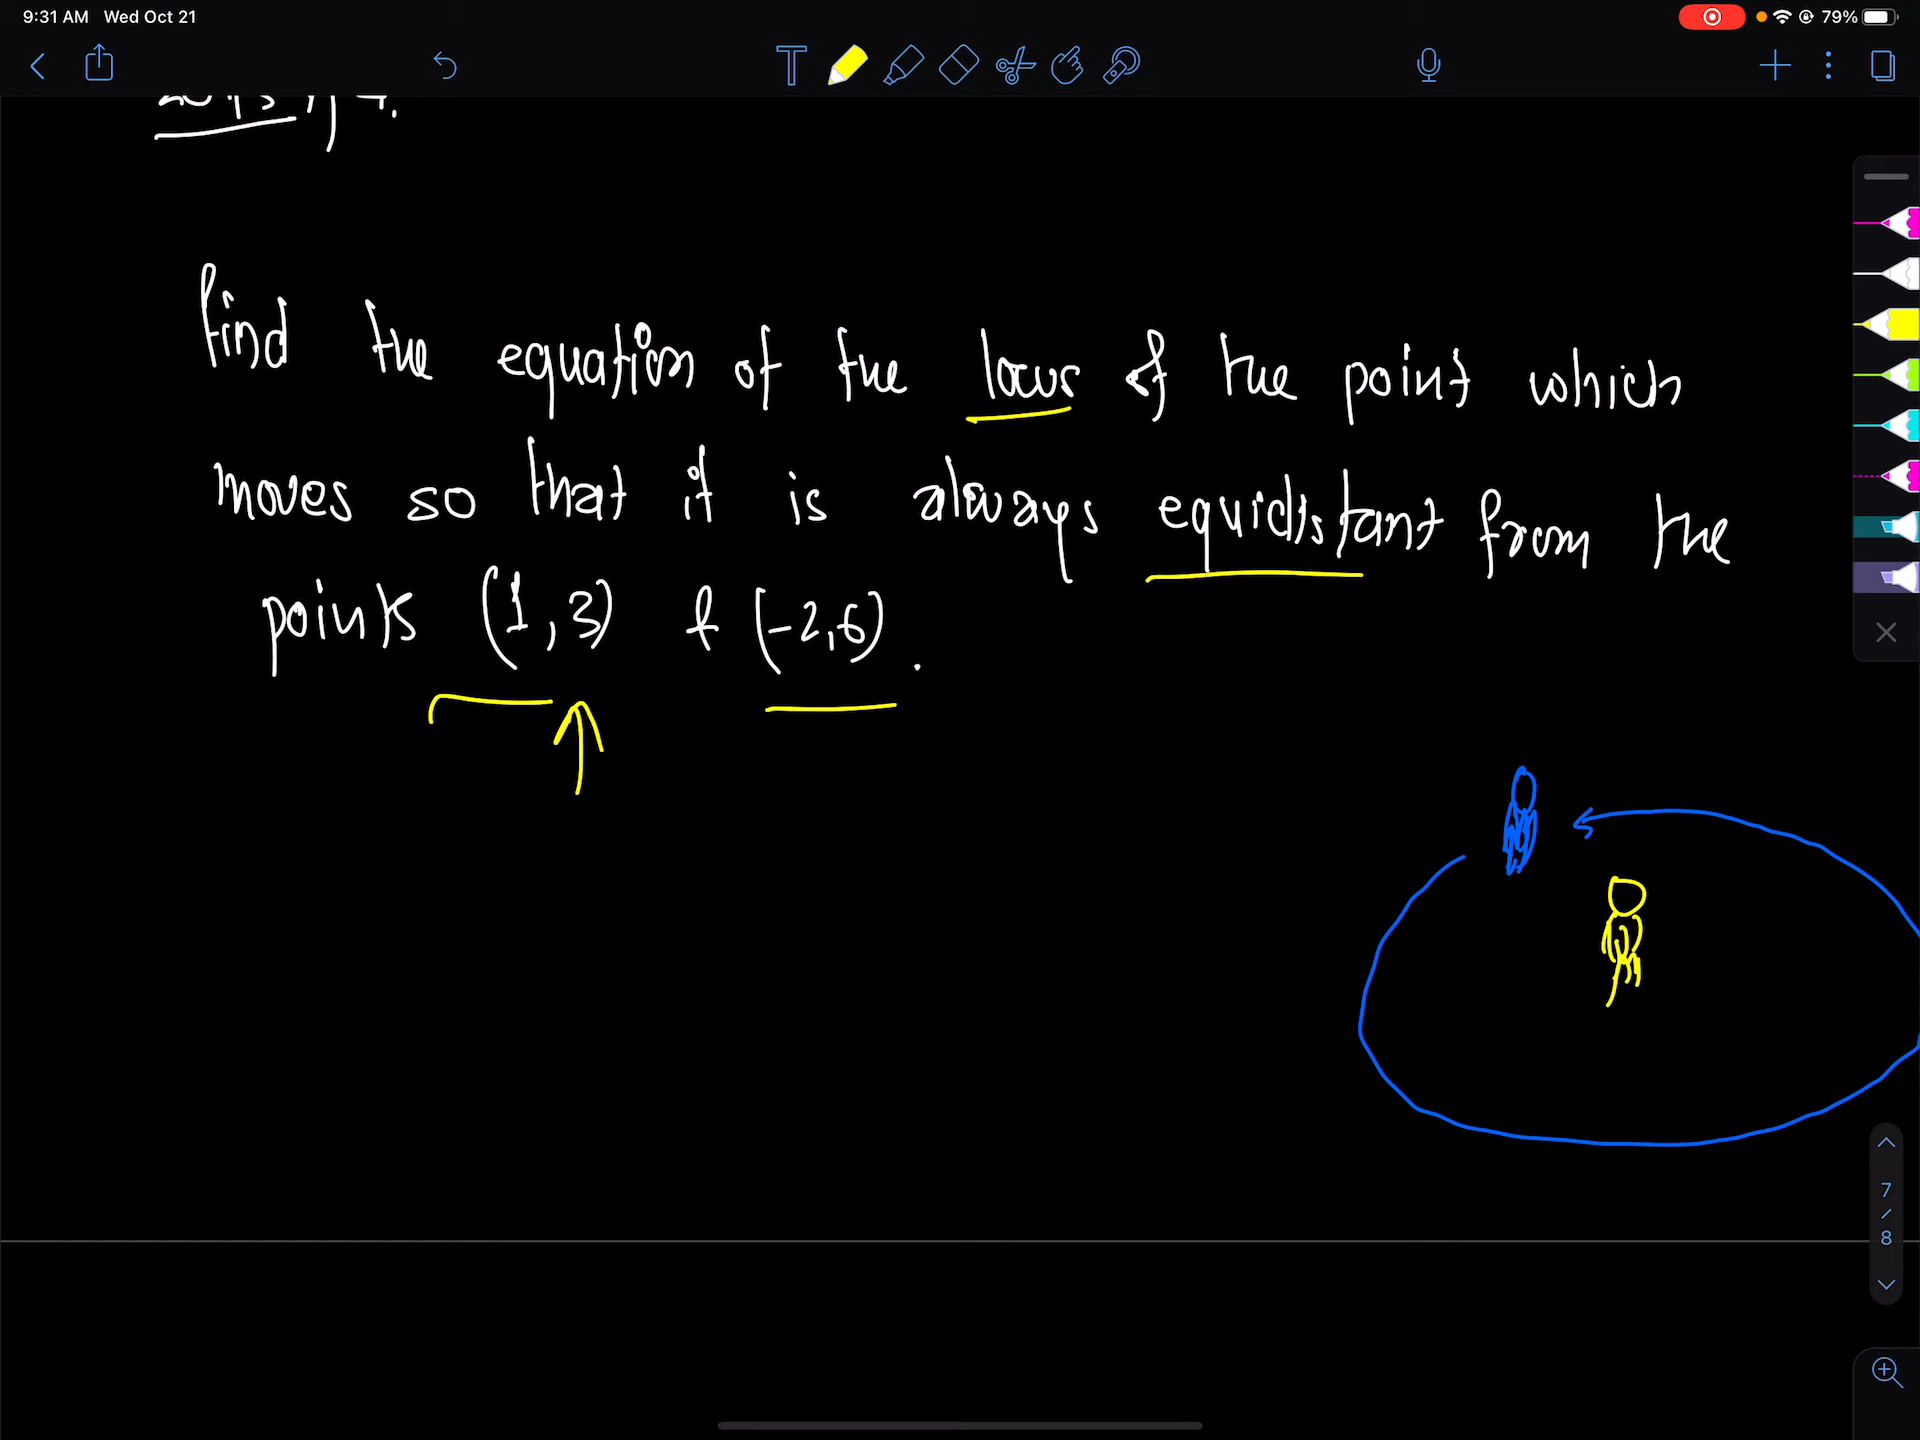 9:31 AM Wed Oct 21
79%
T
find the equation of the locus of the point which
moves so that it is always equidistant from the
points (1,3) & (-2,6).
7
/
8